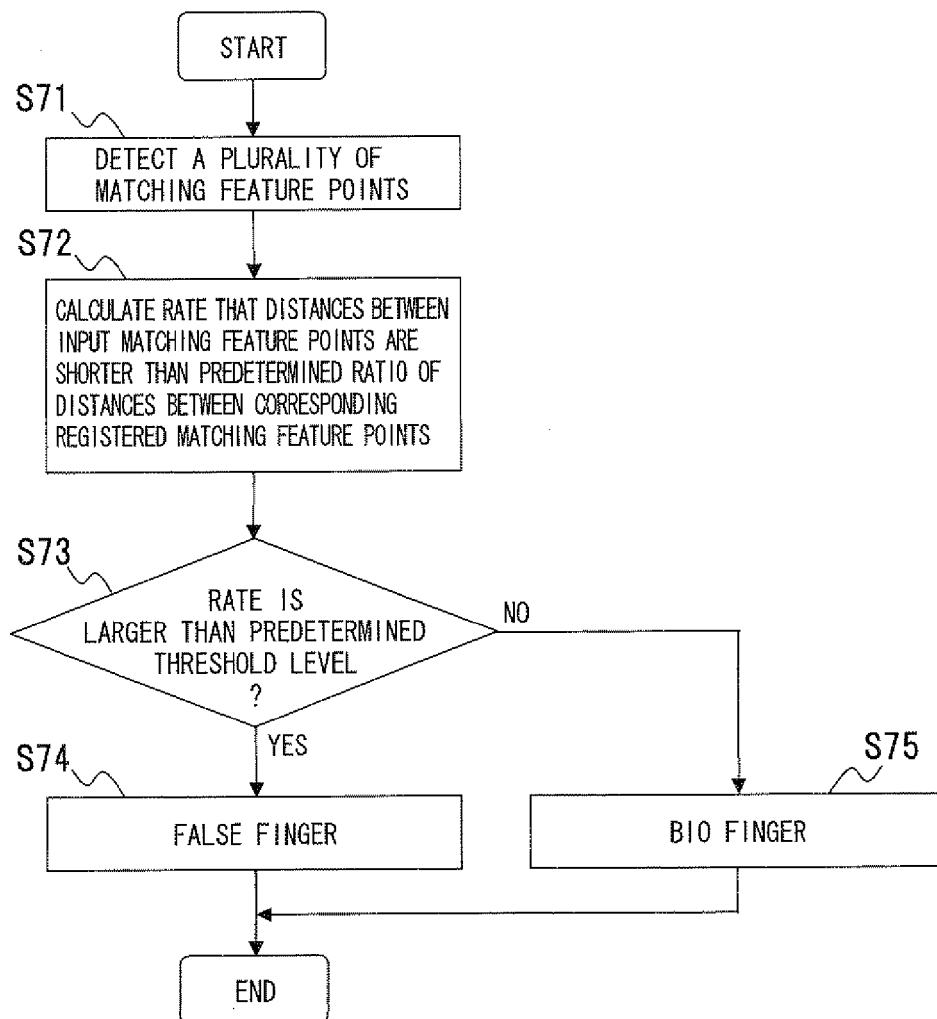 START
S71
DETECT A PLURALITY OF
MATCHING FEATURE POINTS
S72
CALCULATE RATE THAT DISTANCES BETWEEN
INPUT MATCHING FEATURE POINTS ARE
SHORTER THAN PREDETERMINED RATIO OF
DISTANCES BETWEEN CORRESPONDING
REGISTERED MATCHING FEATURE POINTS
S73
RATE IS
LARGER THAN PREDETERMINED
THRESHOLD LEVEL
?
NO
YES
S74
FALSE FINGER
S75
BIO FINGER
END